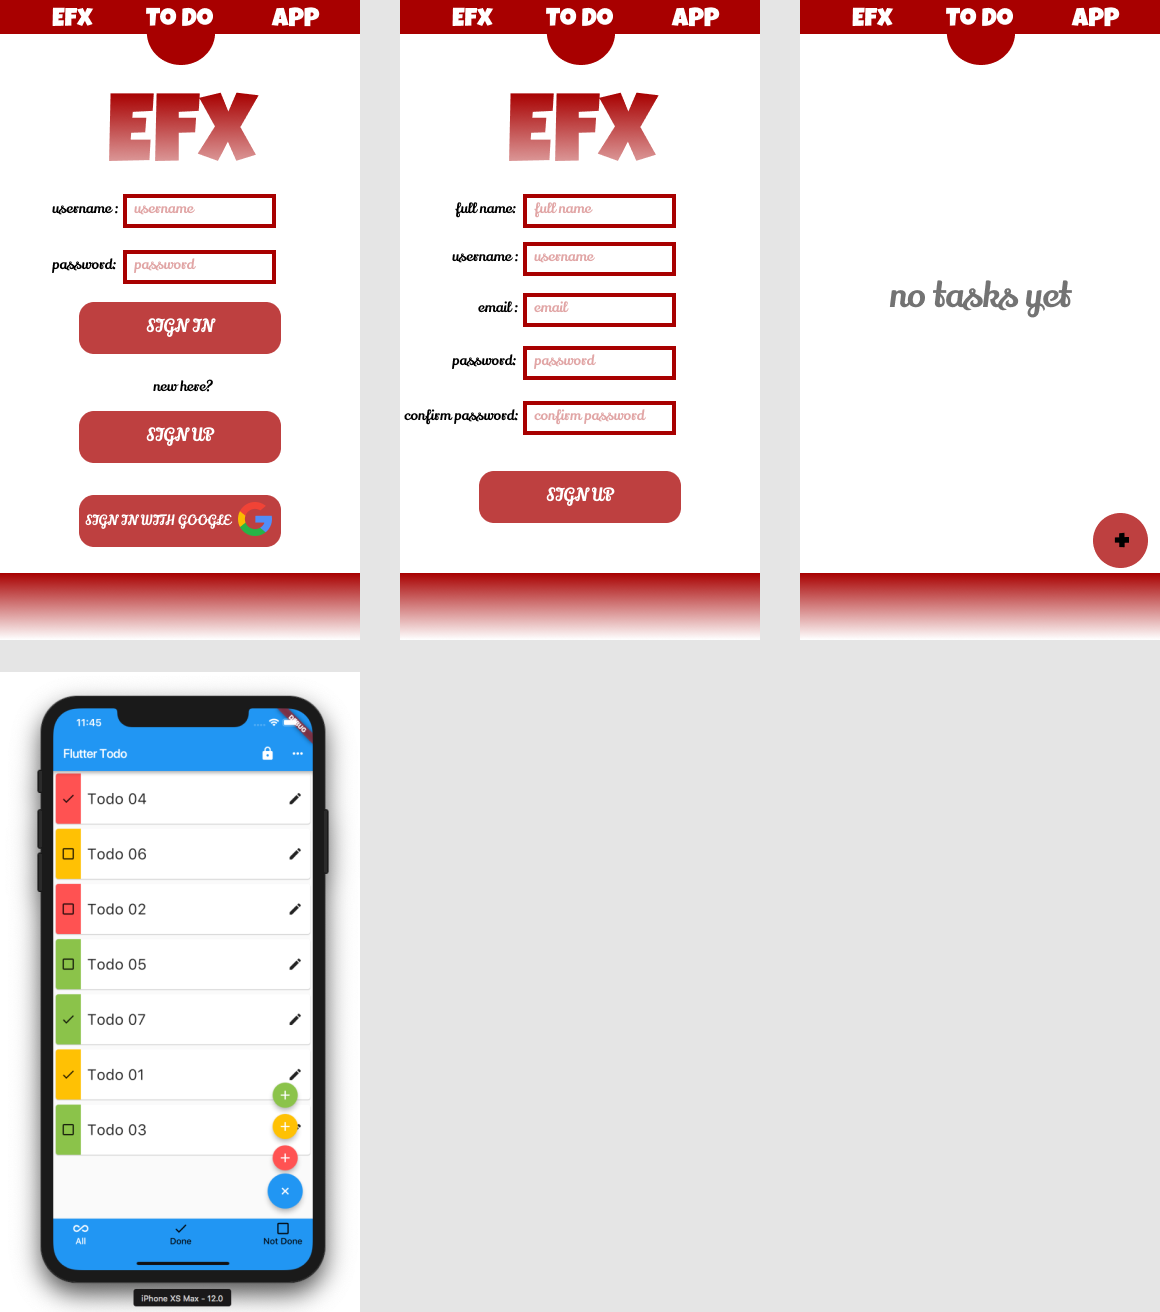 EFX TO DO APP
EFX
username : username
password: password
SIGN IN
new here?
SIGN UP
SIGN IN WITH GOOGLE
EFX TO DO APP
EFX
full name: full name
username : username
email : email
password: password
confirm password: confirm password
SIGN UP
EFX TO DO APP
no tasks yet
11:45
DEBUG
Flutter Todo
Todo 04
Todo 06
Todo 02
Todo 05
Todo 07
Todo 01
Todo 03
All Done Not Done
iPhone XS Max - 12.0